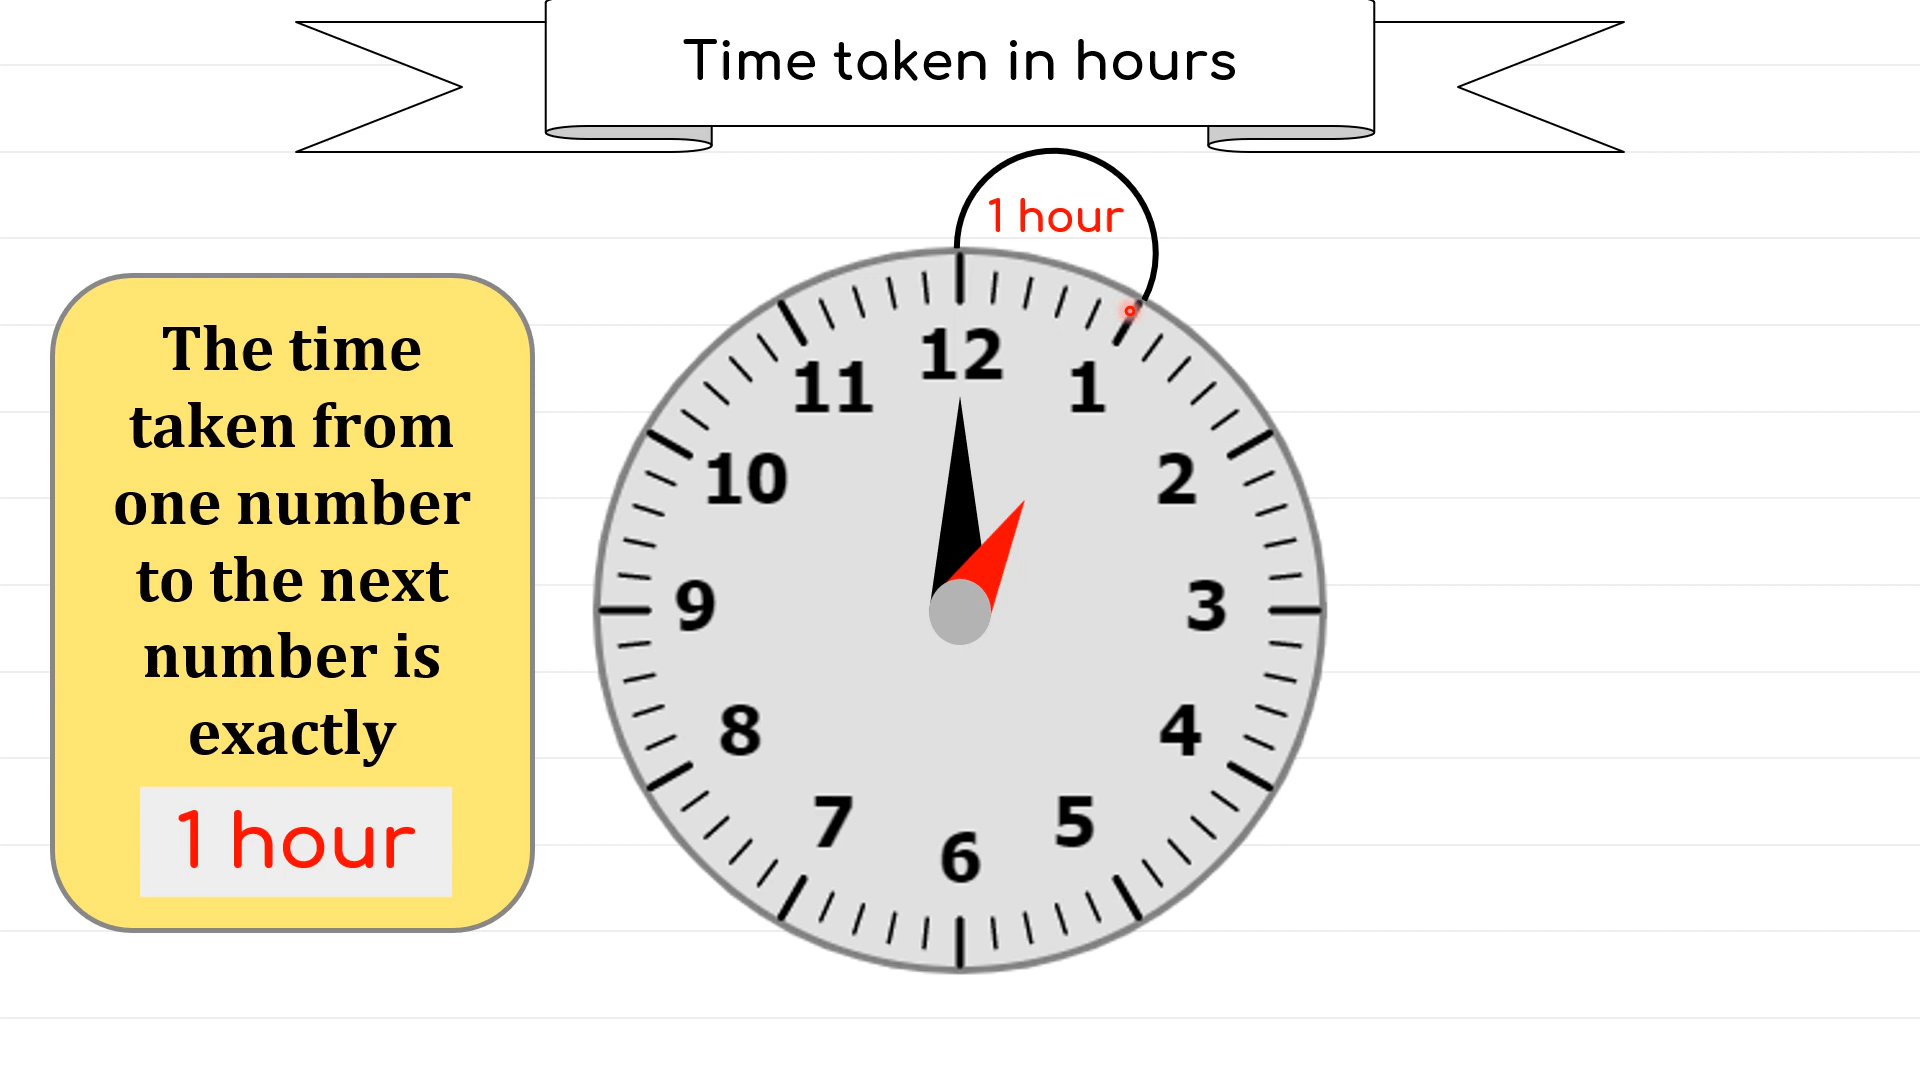 Time taken in hours
1 hour
The time
taken from
one number
to the next
number is
exactly
1 hour
12
1
2
3
4
5
6
7
8
9
10
11